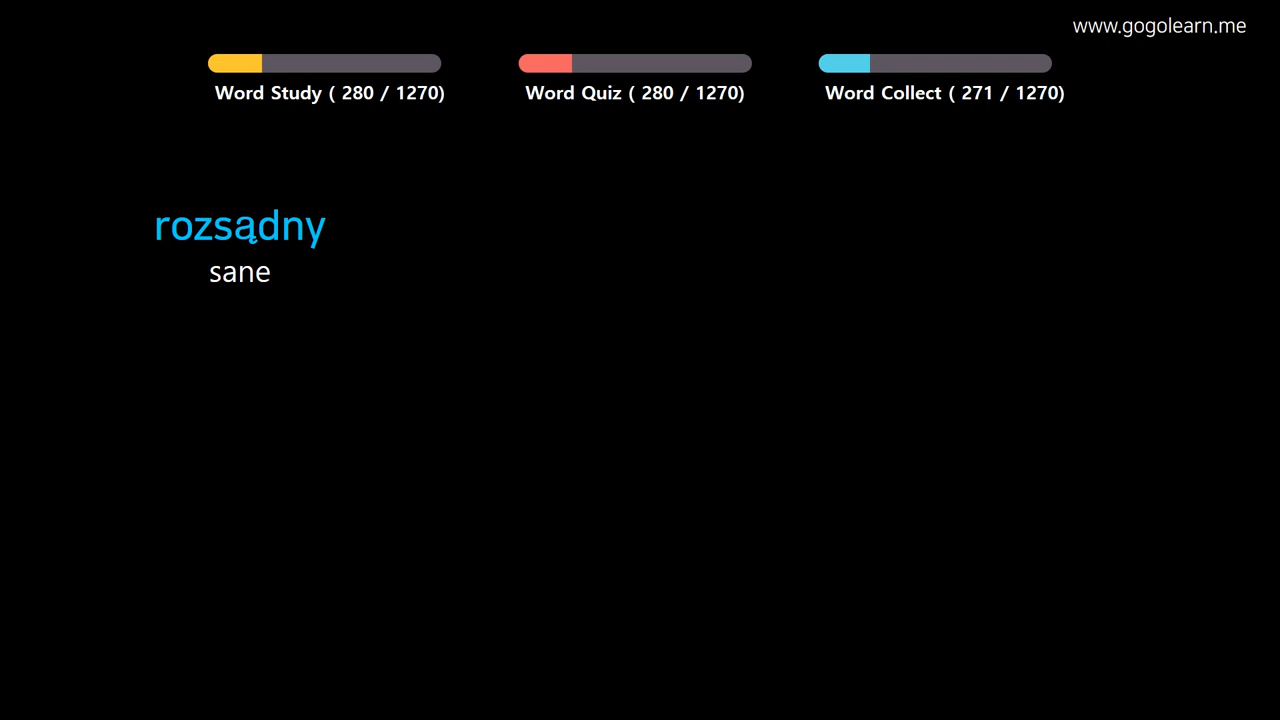 www.gogolearn.me
Word Study ( 280 / 1270)
Word Quiz ( 280 / 1270)
Word Collect ( 271 / 1270)
rozsądny
sane